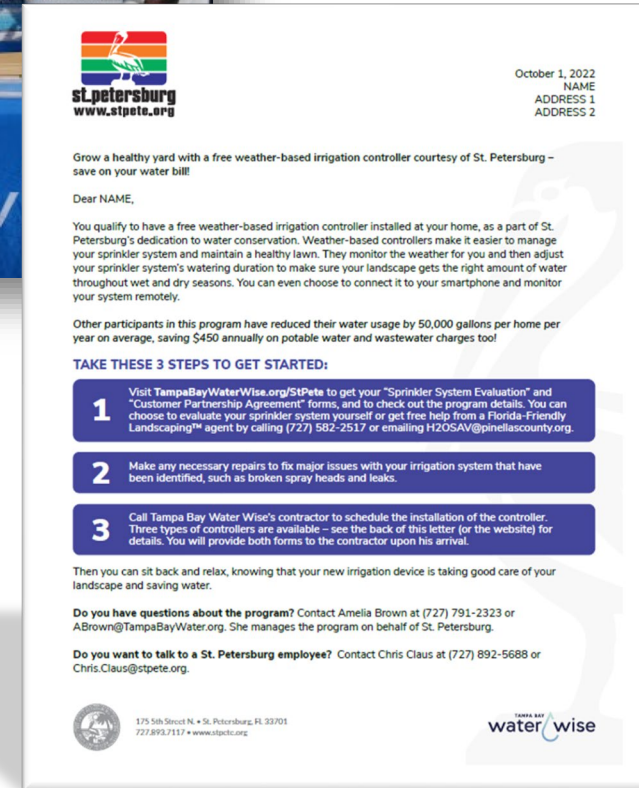 st.petersburg
www.stpete.org
October 1, 2022
NAME
ADDRESS 1
ADDRESS 2
Grow a healthy yard with a free weather-based irrigation controller courtesy of St. Petersburg –
save on your water bill!
Dear NAME,
You qualify to have a free weather-based irrigation controller installed at your home, as a part of St.
Petersburg's dedication to water conservation. Weather-based controllers make it easier to manage
your sprinkler system and maintain a healthy lawn. They monitor the weather for you and then adjust
your sprinkler system's watering duration to make sure your landscape gets the right amount of water
throughout wet and dry seasons. You can even choose to connect it to your smartphone and monitor
your system remotely.
Other participants in this program have reduced their water usage by 50,000 gallons per home per
year on average, saving $450 annually on potable water and wastewater charges too!
TAKE THESE 3 STEPS TO GET STARTED:
1
Visit TampaBayWaterWise.org/StPete to get your "Sprinkler System Evaluation" and
"Customer Partnership Agreement" forms, and to check out the program details. You can
choose to evaluate your sprinkler system yourself or get free help from a Florida-Friendly
Landscaping™ agent by calling (727) 582-2517 or emailing H2OSAV@pinellascounty.org.
2
Make any necessary repairs to fix major issues with your irrigation system that have
been identified, such as broken spray heads and leaks.
3
Call Tampa Bay Water Wise's contractor to schedule the installation of the controller.
Three types of controllers are available – see the back of this letter (or the website) for
details. You will provide both forms to the contractor upon his arrival.
Then you can sit back and relax, knowing that your new irrigation device is taking good care of your
landscape and saving water.
Do you have questions about the program? Contact Amelia Brown at (727) 791-2323 or
ABrown@TampaBayWater.org. She manages the program on behalf of St. Petersburg.
Do you want to talk to a St. Petersburg employee? Contact Chris Claus at (727) 892-5688 or
Chris.Claus@stpete.org.
175 5th Street N. • St. Petersburg, FL 33701
727.893.7117 • www.stpete.org
TAMPA BAY
water wise